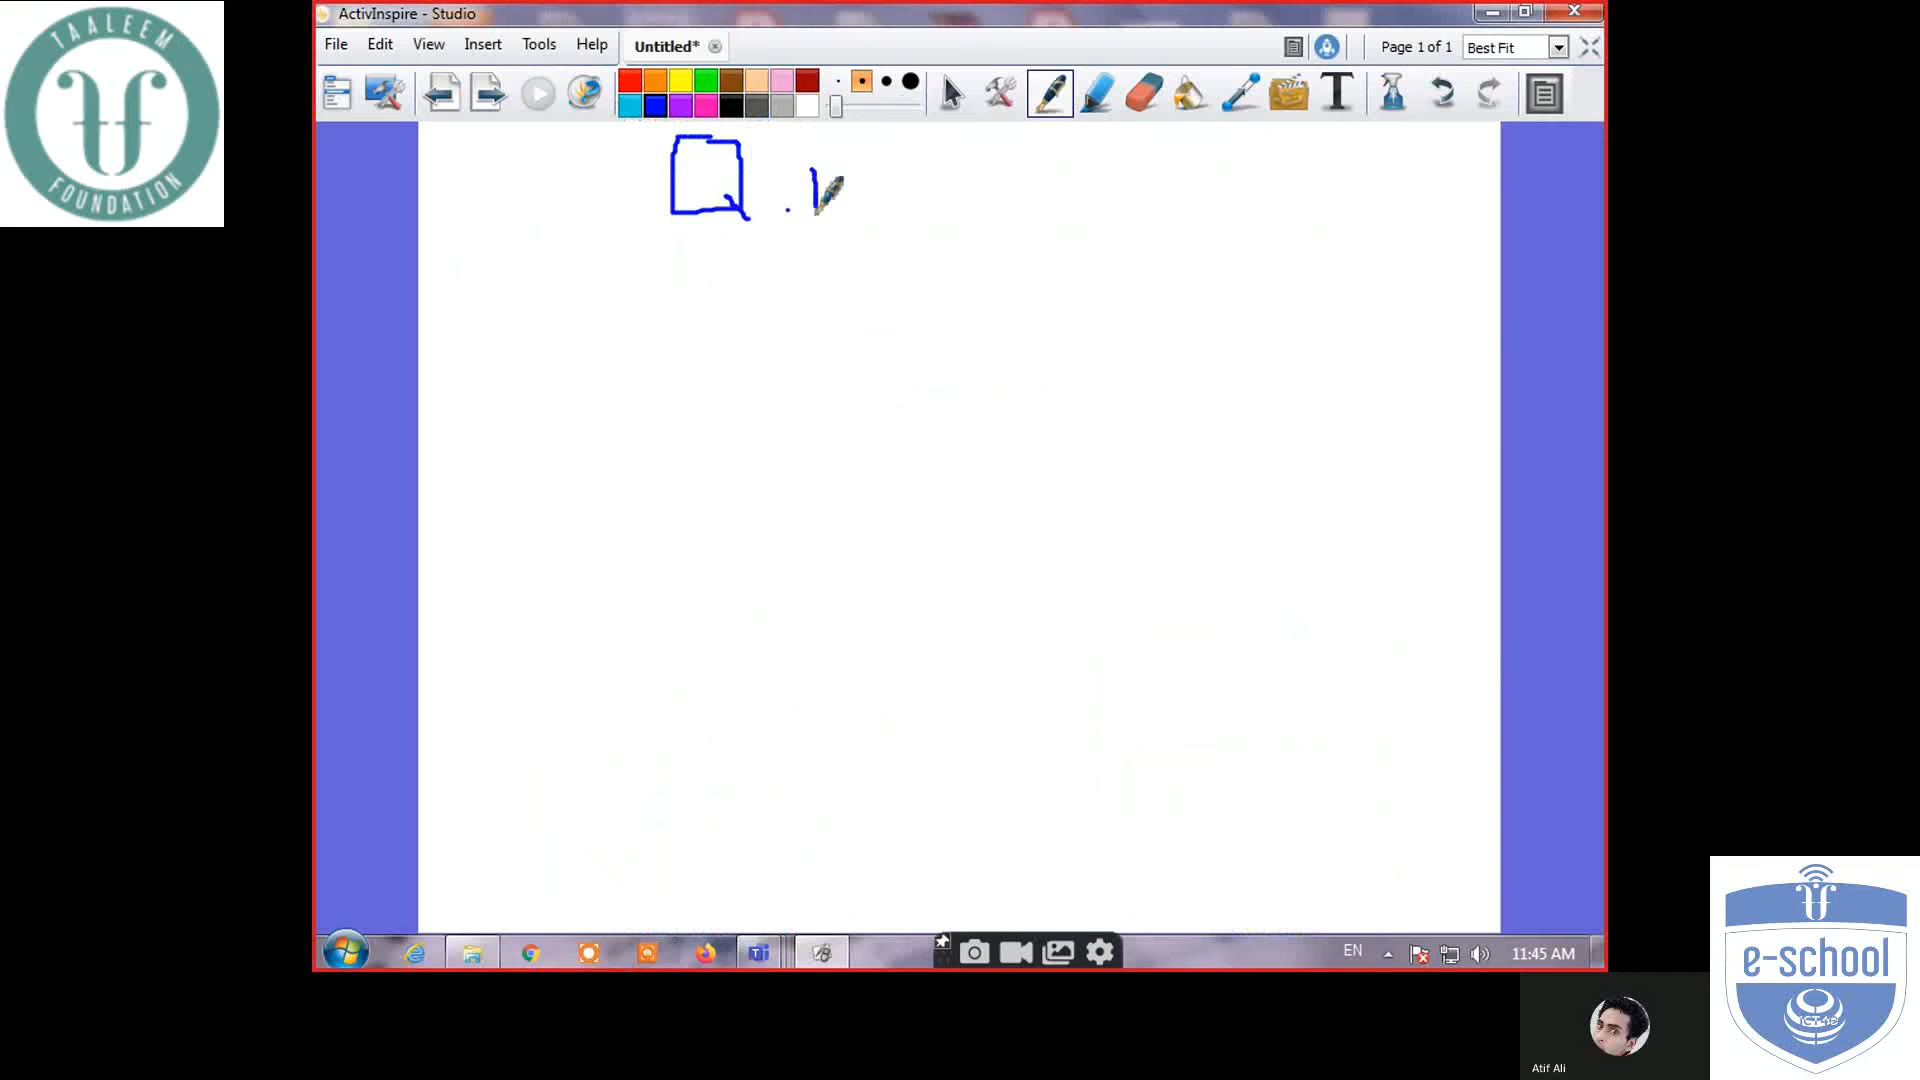 TAALEEM
FOUNDATION
ActivInspire - Studio
File Edit View Insert Tools Help Untitled* Page 1 of 1 Best Fit
T
Q . 1
EN 11:45 AM
e-school
Atif Ali